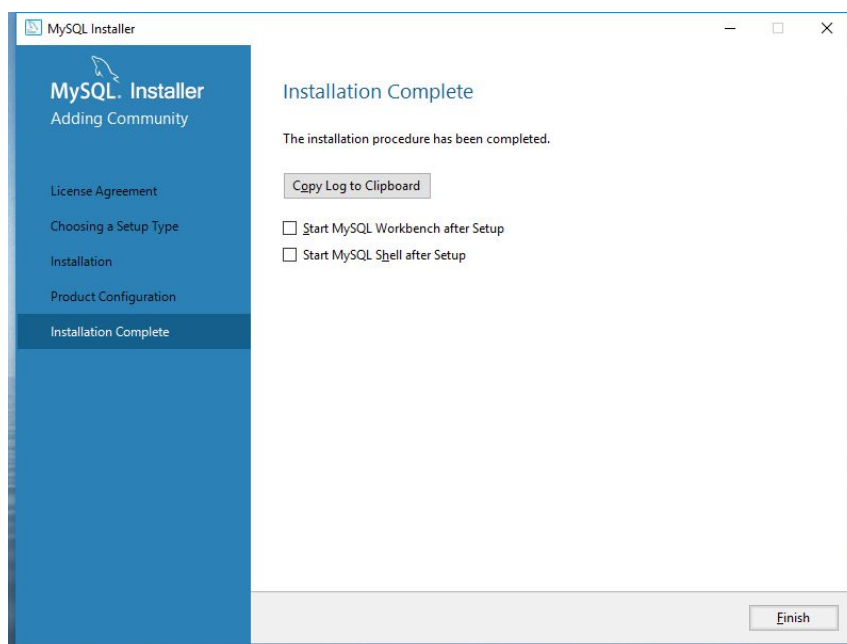 MySQL Installer
MySQL. Installer
Adding Community
License Agreement
Choosing a Setup Type
Installation
Product Configuration
Installation Complete
Installation Complete
The installation procedure has been completed.
Copy Log to Clipboard
Start MySQL Workbench after Setup
Start MySQL Shell after Setup
Finish